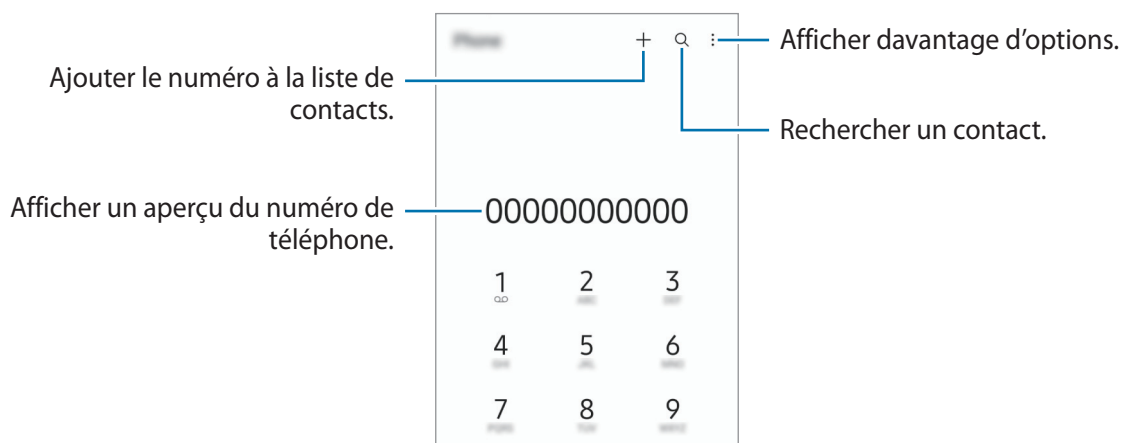 Afficher davantage d'options.
Ajouter le numéro à la liste de
contacts.
Rechercher un contact.
Afficher un aperçu du numéro de
téléphone.
00000000000
1 2 3
4 5 6
7 8 9